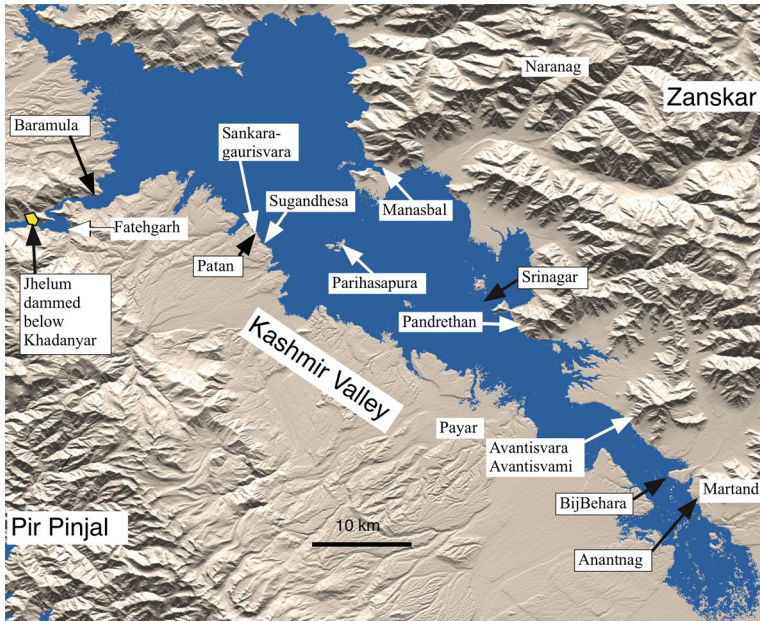 Naranag
Zanskar
Baramula
Sankara-
gaurisvara
Sugandhesa
Manasbal
Fatehgarh
Patan
Parihasapura
Srinagar
Jhelum
dammed
below
Khadanyar
Pandrethan
Kashmir Valley
Payar
Avantisvara
Avantisvami
BijBehara
Martand
Pir Pinjal
10 km
Anantnag